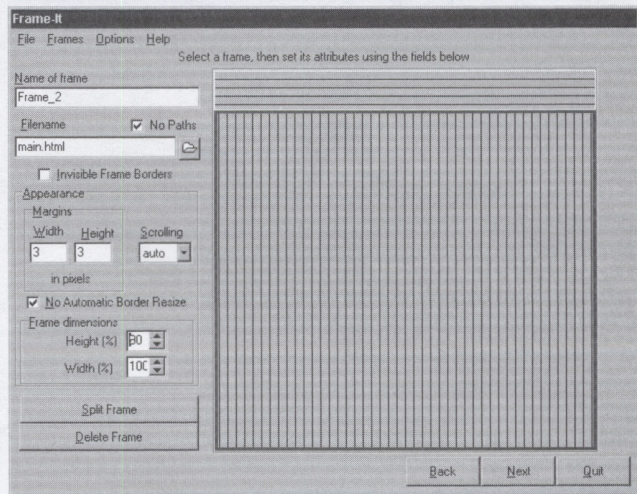 Frame-It
File Frames Options Help
Select a frame, then set its attributes using the fields below
Name of frame
Frame_2
Filename No Paths
main.html
Invisible Frame Borders
Appearance
Margins
Width Height Scrolling
3 3 auto
in pixels
No Automatic Border Resize
Frame dimensions
Height (%)
Width (%) 100
Split Frame
Delete Frame
Back Next Quit